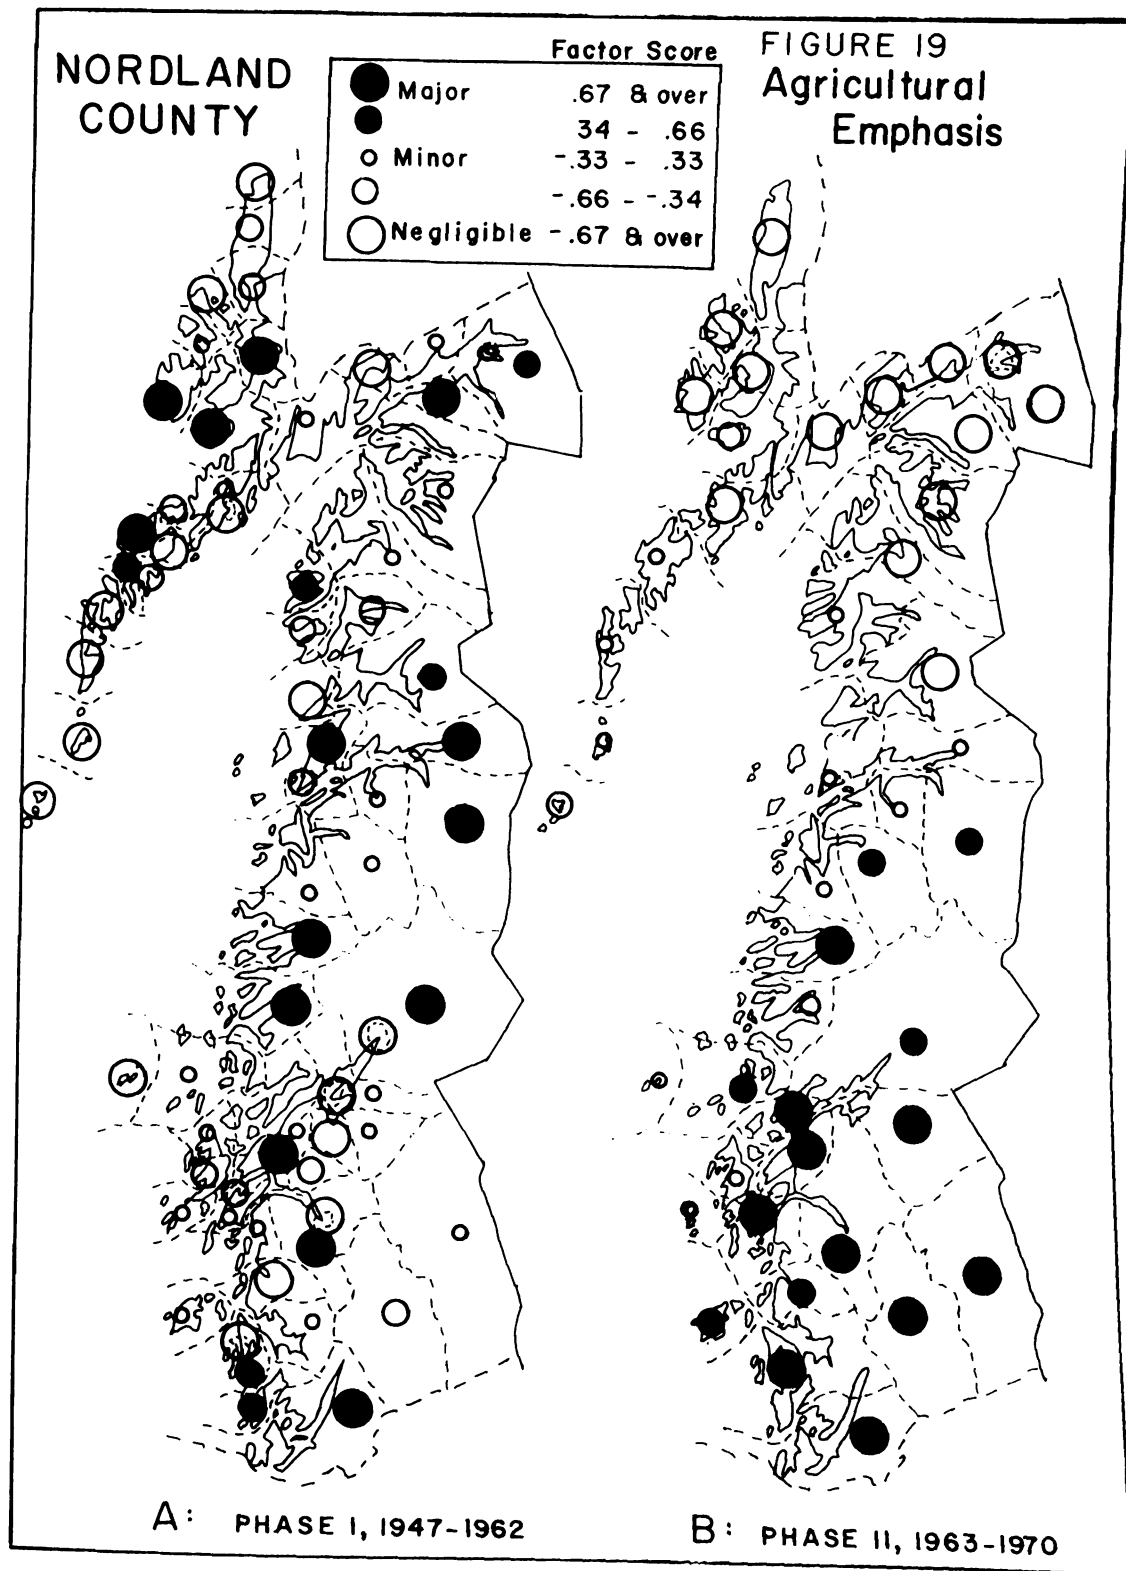 NORDLAND
COUNTY
Factor Score
Major .67 & over
34 - .66
Minor -.33 - .33
-.66 - -.34
Negligible -.67 & over
FIGURE 19
Agricultural
Emphasis
A: PHASE I, 1947-1962
B: PHASE II, 1963-1970